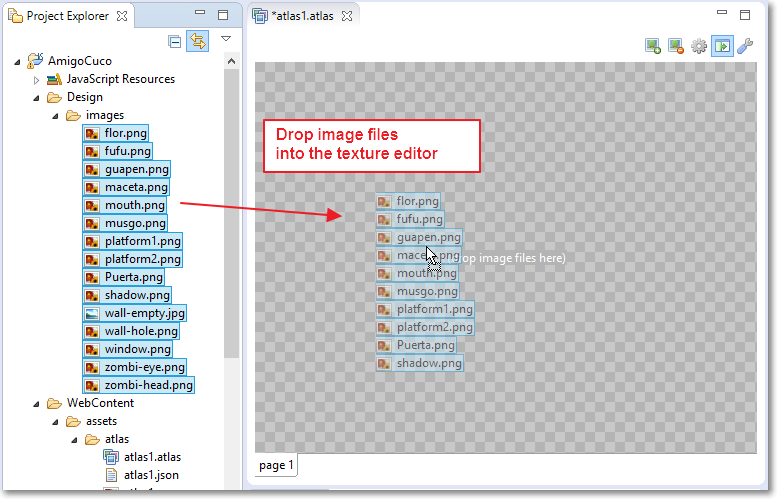 Project Explorer
AmigoCuco
JavaScript Resources
Design
images
flor.png
fufu.png
guapen.png
maceta.png
mouth.png
musgo.png
platform1.png
platform2.png
Puerta.png
shadow.png
wall-empty.jpg
wall-hole.png
window.png
zombi-eye.png
zombi-head.png
WebContent
assets
atlas
atlas1.atlas
atlas1.json
*atlas1.atlas
Drop image files
into the texture editor
flor.png
fufu.png
guapen.png
image files here)
mouth.png
musgo.png
platform1.png
platform2.png
Puerta.png
shadow.png
page 1